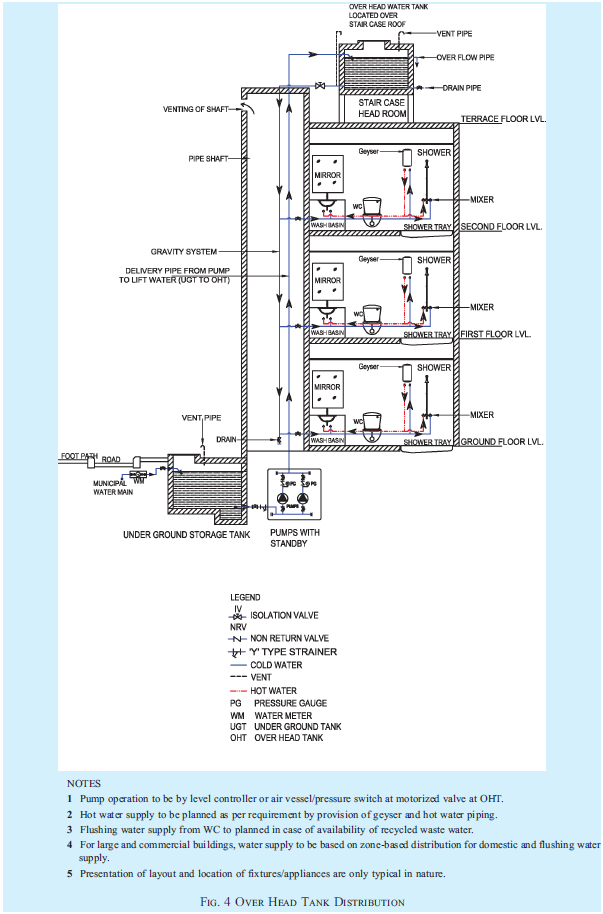 OVER HEAD WATER TANK
LOCATED OVER
STAIR CASE ROOF
VENT PIPE
OVER FLOW PIPE
DRAIN PIPE
STAIR CASE
HEAD ROOM
VENTING OF SHAFT
TERRACE FLOOR LVL.
PIPE SHAFT
Geyser
SHOWER
MIRROR
WC
MIXER
WASH BASIN
SHOWER TRAY
SECOND FLOOR LVL.
GRAVITY SYSTEM
DELIVERY PIPE FROM PUMP
TO LIFT WATER (UGT TO OHT)
Geyser
SHOWER
MIRROR
WC
MIXER
WASH BASIN
SHOWER TRAY
FIRST FLOOR LVL.
Geyser
SHOWER
MIRROR
WC
MIXER
WASH BASIN
SHOWER TRAY
GROUND FLOOR LVL.
VENT PIPE
DRAIN
FOOT PATH
ROAD
MUNICIPAL
WATER MAIN
WM
PG
PG
PUMPS
UNDER GROUND STORAGE TANK
PUMPS WITH
STANDBY
LEGEND
IV
ISOLATION VALVE
NRV
NON RETURN VALVE
'Y' TYPE STRAINER
COLD WATER
VENT
HOT WATER
PG PRESSURE GAUGE
WM WATER METER
UGT UNDER GROUND TANK
OHT OVER HEAD TANK
NOTES
1 Pump operation to be by level controller or air vessel/pressure switch at motorized valve at OHT.
2 Hot water supply to be planned as per requirement by provision of geyser and hot water piping.
3 Flushing water supply from WC to planned in case of availability of recycled waste water.
4 For large and commercial buildings, water supply to be based on zone-based distribution for domestic and flushing water
supply.
5 Presentation of layout and location of fixtures/appliances are only typical in nature.
FIG. 4 OVER HEAD TANK DISTRIBUTION